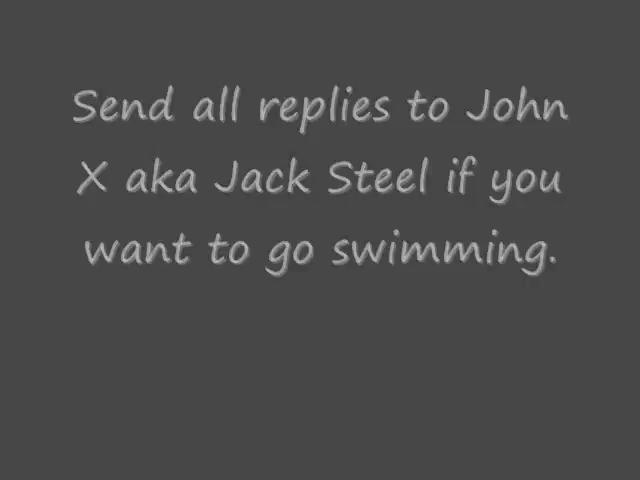 Send all replies to John
X aka Jack Steel if you
want to go swimming.